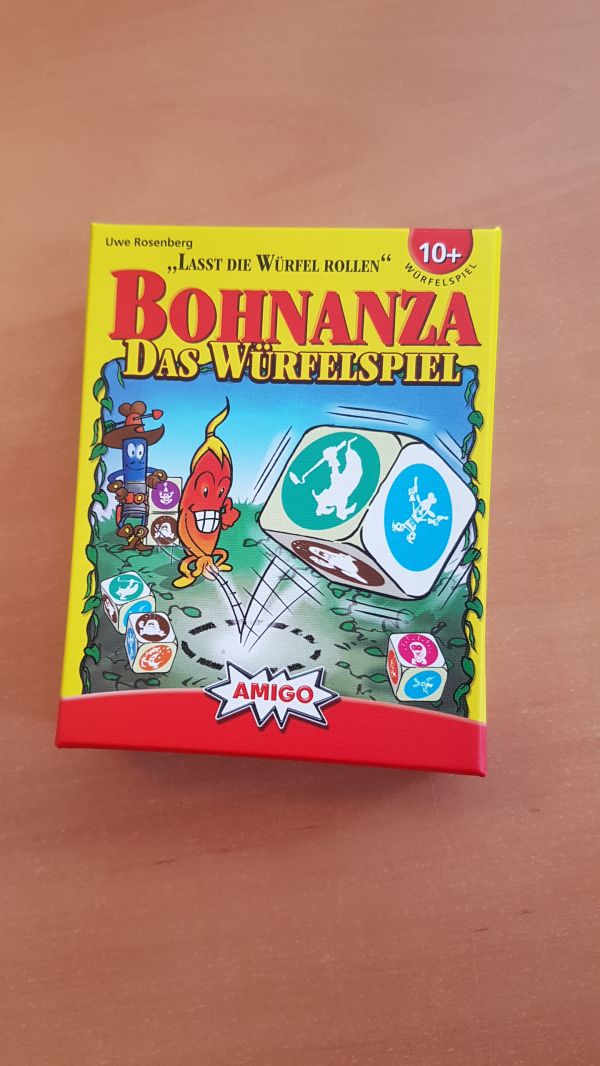 Uwe Rosenberg
10+
WÜRFELSPIEL
„LASST DIE WÜRFEL ROLLEN“
BOHNANZA
DAS WÜRFELSPIEL
AMIGO